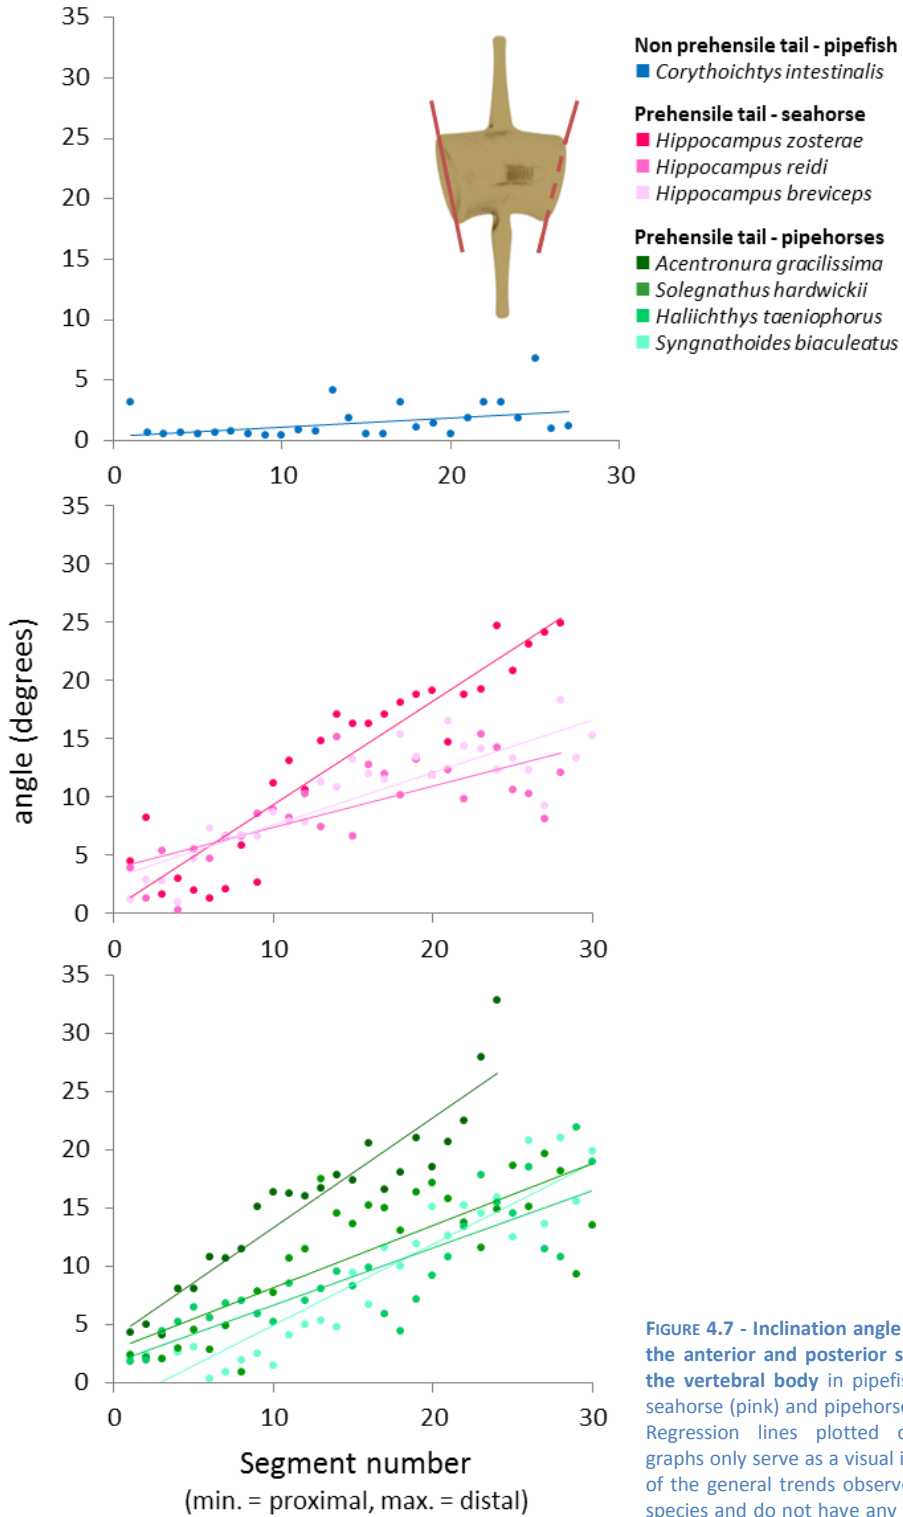 35
30
25
20
15
10
5
0
0 10 20 30
Non prehensile tail - pipefish
Corythoichtys intestinalis
Prehensile tail - seahorse
Hippocampus zosterae
Hippocampus reidi
Hippocampus breviceps
Prehensile tail - pipehorses
Acentronura gracilissima
Solegnathus hardwickii
Haliichthys taeniophorus
Syngnathoides biaculeatus
angle (degrees)
35
30
25
20
15
10
5
0
0 10 20 30
35
30
25
20
15
10
5
0
0 10 20 30
Segment number
(min. = proximal, max. = distal)
FIGURE 4.7 - Inclination angle
the anterior and posterior s
the vertebral body in pipefis
seahorse (pink) and pipehorse
Regression lines plotted
graphs only serve as a visual i
of the general trends observe
species and do not have any